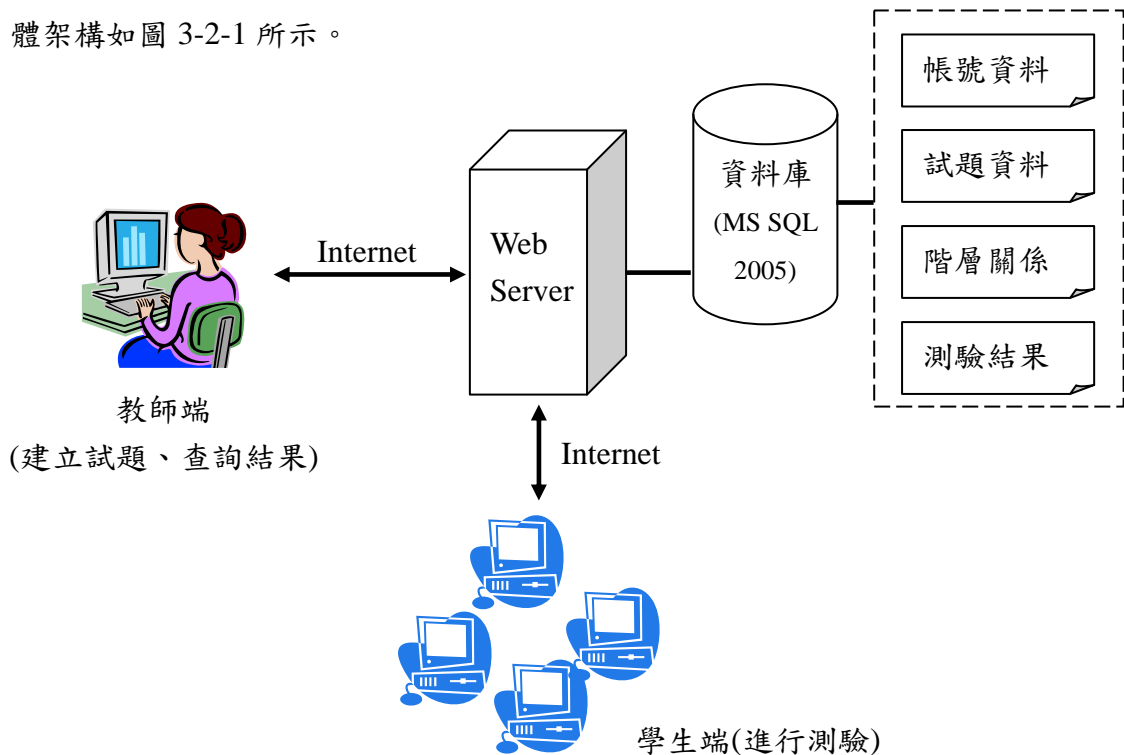 體架構如圖 3-2-1 所示。
帳號資料
試題資料
階層關係
測驗結果
資料庫
(MS SQL
2005)
Web
Server
Internet
教師端
(建立試題、查詢結果)
Internet
學生端(進行測驗)